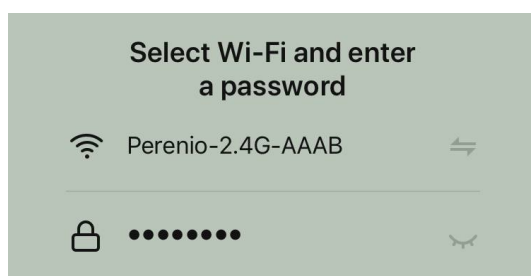 Select Wi-Fi and enter
a password
Perenio-2.4G-AAAB
••••••••